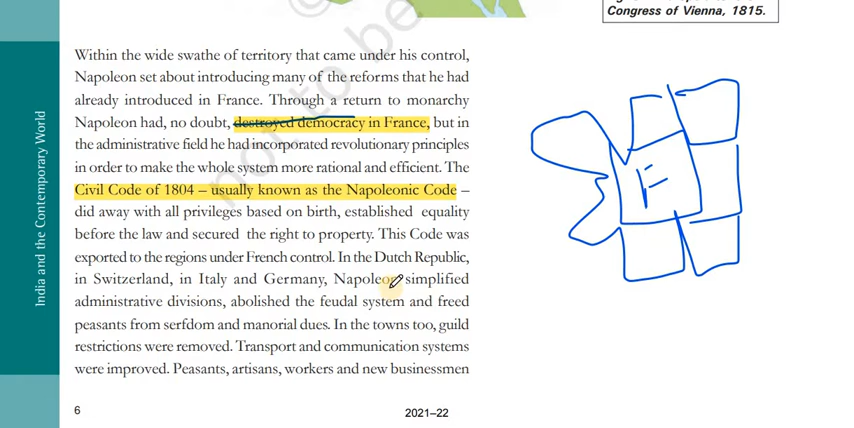 Congress of Vienna, 1815.
Within the wide swathe of territory that came under his control,
Napoleon set about introducing many of the reforms that he had
already introduced in France. Through a return to monarchy
Napoleon had, no doubt, destroyed democracy in France, but in
the administrative field he had incorporated revolutionary principles
in order to make the whole system more rational and efficient. The
Civil Code of 1804 – usually known as the Napoleonic Code –
did away with all privileges based on birth, established equality
before the law and secured the right to property. This Code was
exported to the regions under French control. In the Dutch Republic,
in Switzerland, in Italy and Germany, Napoleon simplified
administrative divisions, abolished the feudal system and freed
peasants from serfdom and manorial dues. In the towns too, guild
restrictions were removed. Transport and communication systems
were improved. Peasants, artisans, workers and new businessmen
F
India and the Contemporary World
not to be
6
2021–22